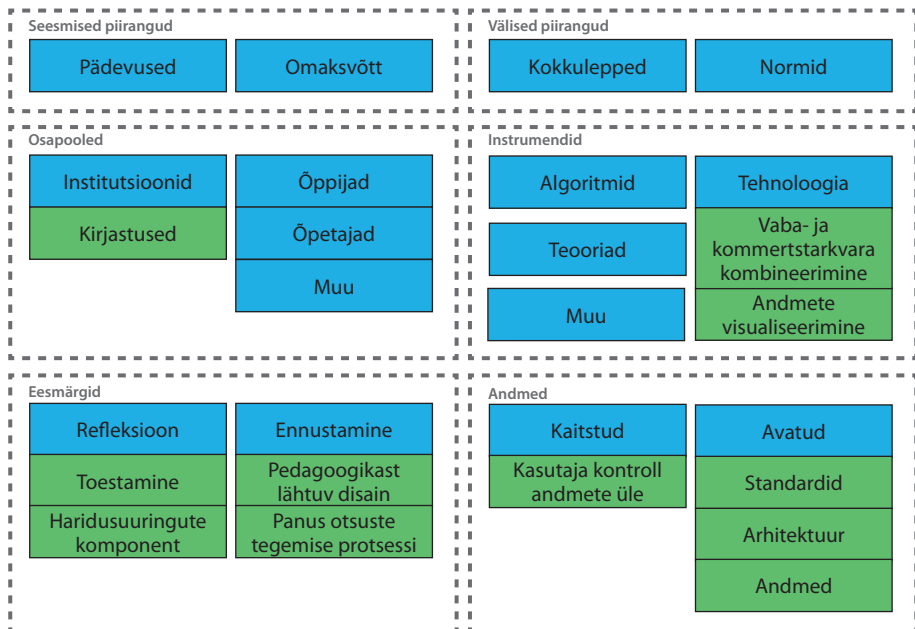 Seesmised piirangud
Pädevused
Omaksvõtt
Välised piirangud
Kokkulepped
Normid
Osapooled
Institutsioonid
Kirjastused
Õppijad
Õpetajad
Muu
Instrumendid
Algoritmid
Teooriad
Muu
Tehnoloogia
Vaba- ja
kommertstarkvara
kombineerimine
Andmete
visualiseerimine
Eesmärgid
Refleksioon
Toestamine
Haridusuuringute
komponent
Ennustamine
Pedagoogikast
lähtuv disain
Panus otsuste
tegemise protsessi
Andmed
Kaitstud
Kasutaja kontroll
andmete üle
Avatud
Standardid
Arhitektuur
Andmed